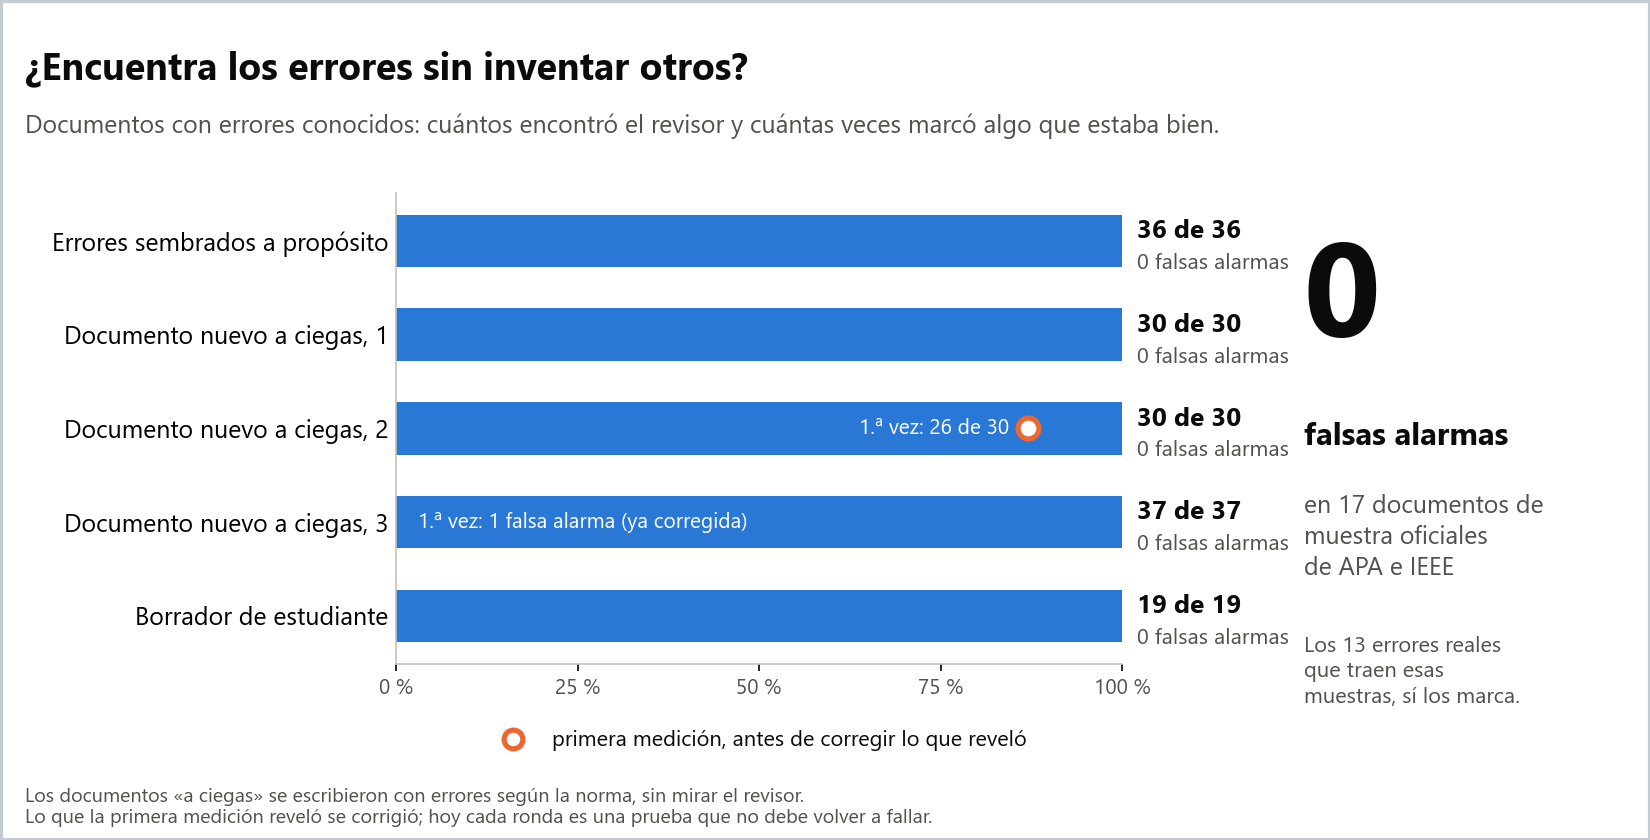 ¿Encuentra los errores sin inventar otros?
Documentos con errores conocidos: cuántos encontró el revisor y cuántas veces marcó algo que estaba bien.
Errores sembrados a propósito
36 de 36
0 falsas alarmas
Documento nuevo a ciegas, 1
30 de 30
0 falsas alarmas
Documento nuevo a ciegas, 2
1.ª vez: 26 de 30
30 de 30
0 falsas alarmas
Documento nuevo a ciegas, 3
1.ª vez: 1 falsa alarma (ya corregida)
37 de 37
0 falsas alarmas
Borrador de estudiante
19 de 19
0 falsas alarmas
0 %
25 %
50 %
75 %
100 %
primera medición, antes de corregir lo que reveló
0
falsas alarmas
en 17 documentos de
muestra oficiales
de APA e IEEE
Los 13 errores reales
que traen esas
muestras, sí los marca.
Los documentos «a ciegas» se escribieron con errores según la norma, sin mirar el revisor.
Lo que la primera medición reveló se corrigió; hoy cada ronda es una prueba que no debe volver a fallar.